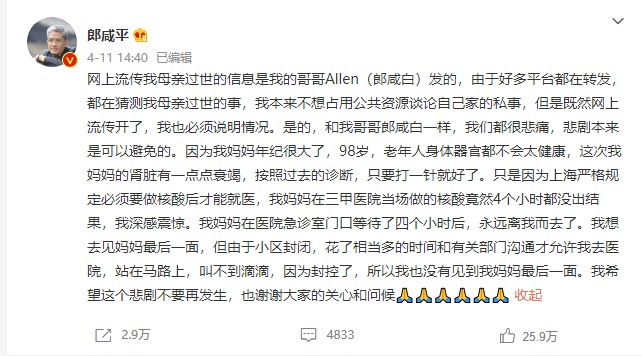 郎咸平
4-11 14:40 已编辑
网上流传我母亲过世的信息是我的哥哥Allen（郎咸白）发的，由于好多平台都在转发，
都在猜测我母亲过世的事，我本来不想占用公共资源谈论自己家的私事，但是既然网上
流传开了，我也必须说明情况。是的，和我哥哥郎咸白一样，我们都很悲痛，悲剧本来
是可以避免的。因为我妈妈年纪很大了，98岁，老年人身体器官都不会太健康，这次我
妈妈的肾脏有一点点衰竭，按照过去的诊断，只要打一针就好了。只是因为上海严格规
定必须要做核酸后才能就医，我妈妈在三甲医院当场做的核酸竟然4个小时都没出结
果，我深感震惊。我妈妈在医院急诊室门口等待了四个小时后，永远离我而去了。我想
去见妈妈最后一面，但由于小区封闭，花了相当多的时间和有关部门沟通才允许我去医
院，站在马路上，叫不到滴滴，因为封控了，所以我也没有见到我妈妈最后一面。我希
望这个悲剧不要再发生，也谢谢大家的关心和问候🙏🙏🙏🙏🙏🙏 收起
2.9万 4833 25.9万